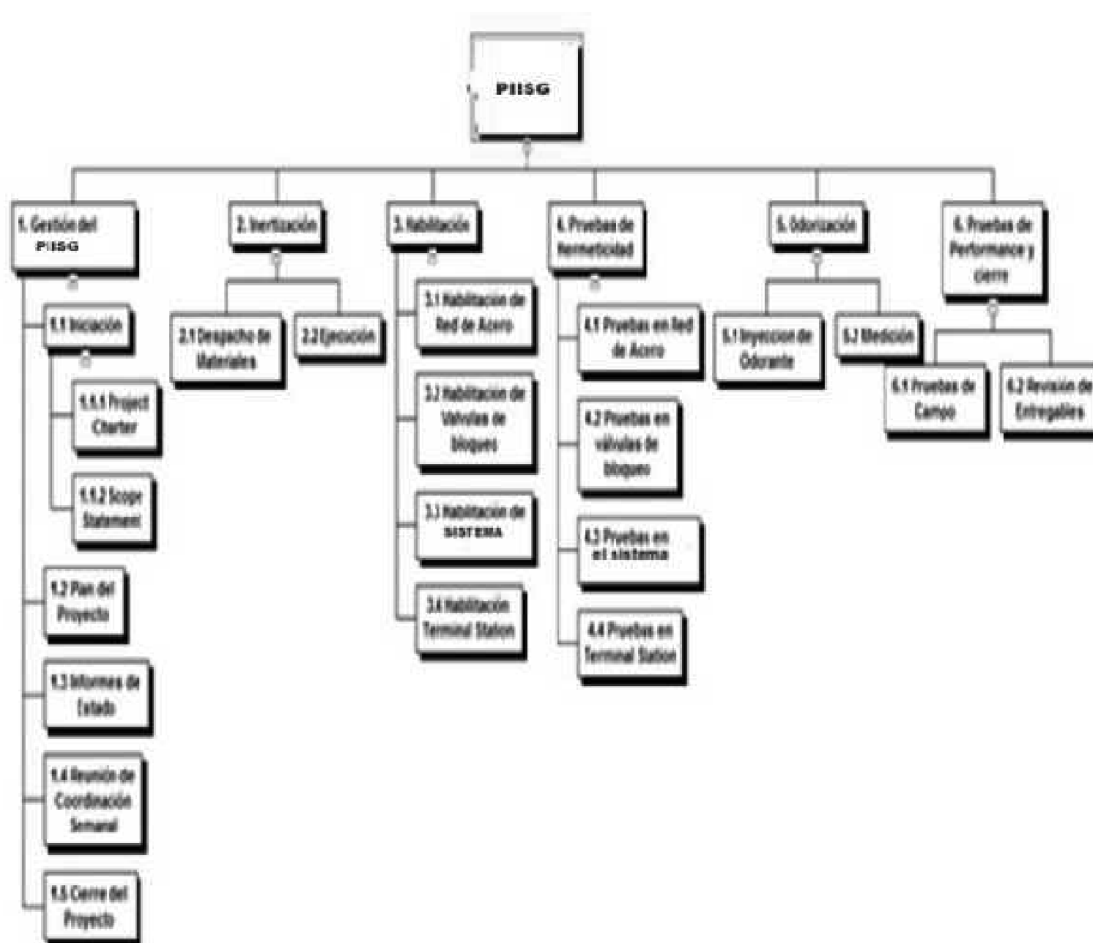 PIISG
1. Gestión del
PIISG
1.1 Iniciación
1.1.1 Project
Charter
1.1.2 Scope
Statement
1.2 Plan del
Proyecto
1.3 Informes de
Estado
1.4 Reunión de
Coordinación
Semanal
1.5 Cierre del
Proyecto
2. Inertización
2.1 Despacho de
Materiales
2.2 Ejecución
3. Habilitación
3.1 Habilitación de
Red de Acero
3.2 Habilitación de
Valvulas de
bloqueo
3.3 Habilitación de
SISTEMA
3.4 Habilitación
Terminal Station
4. Pruebas de
Hermeticidad
4.1 Pruebas en Red
de Acero
4.2 Pruebas en
válvulas de
bloqueo
4.3 Pruebas en
el sistema
4.4 Pruebas en
Terminal Station
5. Odorización
5.1 Inyeccion de
Odorante
5.2 Medición
6. Pruebas de
Performance y
cierre
6.1 Pruebas de
Campo
6.2 Revisión de
Entregables